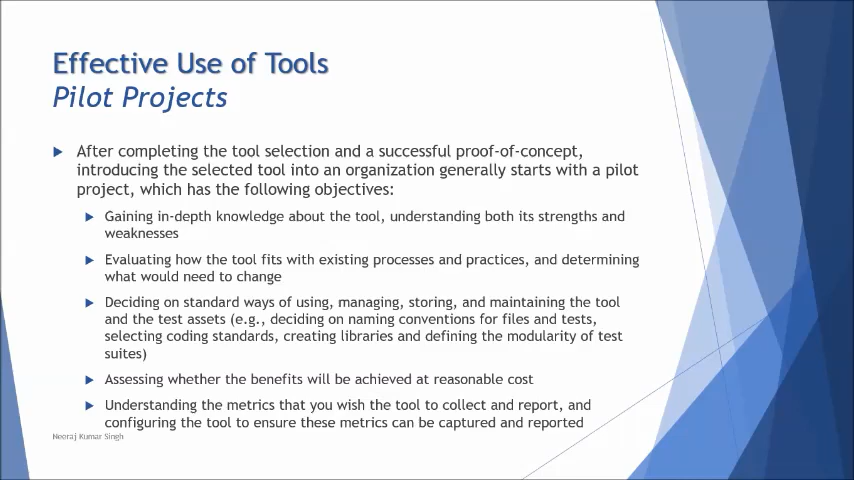 Effective Use of Tools
Pilot Projects
After completing the tool selection and a successful proof-of-concept,
introducing the selected tool into an organization generally starts with a pilot
project, which has the following objectives:
Gaining in-depth knowledge about the tool, understanding both its strengths and
weaknesses
Evaluating how the tool fits with existing processes and practices, and determining
what would need to change
Deciding on standard ways of using, managing, storing, and maintaining the tool
and the test assets (e.g., deciding on naming conventions for files and tests,
selecting coding standards, creating libraries and defining the modularity of test
suites)
Assessing whether the benefits will be achieved at reasonable cost
Understanding the metrics that you wish the tool to collect and report, and
configuring the tool to ensure these metrics can be captured and reported
Neeraj Kumar Singh